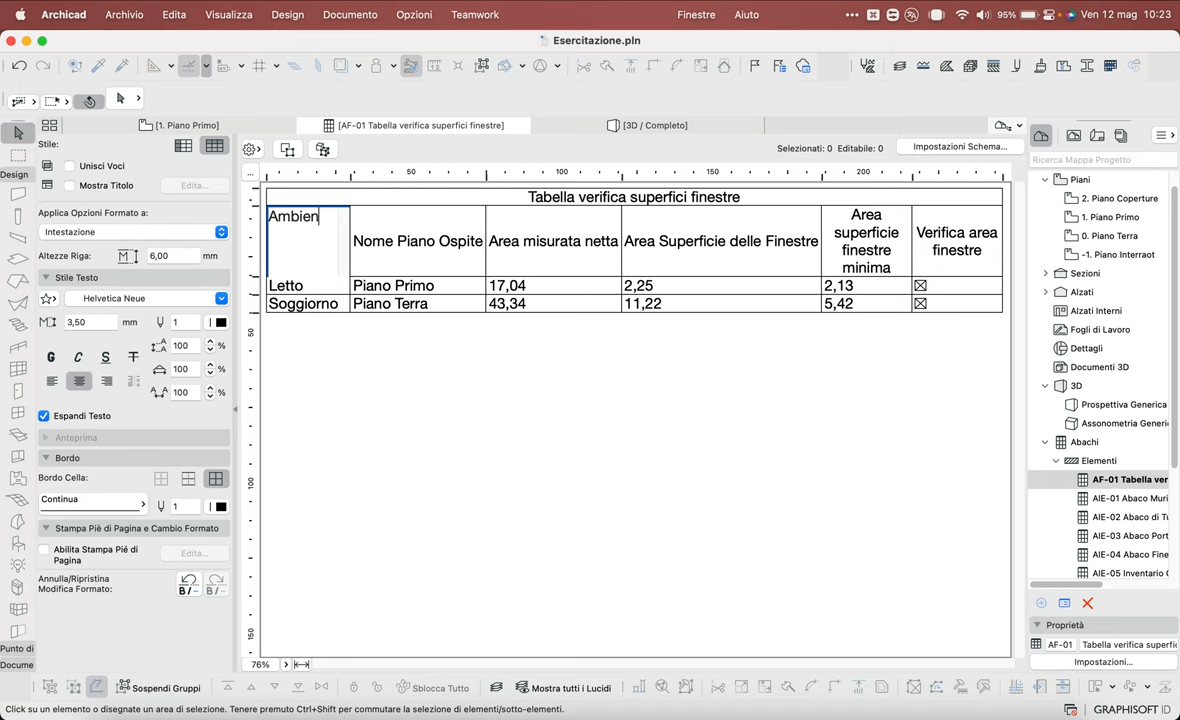 Archicad Archivio Edita Visualizza Design Documento Opzioni Teamwork Finestre Aiuto 95% Ven 12 mag 10:23
Esercitazione.pln
[1. Piano Primo] [AF-01 Tabella verifica superfici finestre] [3D / Completo]
Stile:
Selezionati: 0 Editabile: 0 Impostazioni Schema...
Unisci Voci
Mostra Titolo Edita...
Applica Opzioni Formato a:
Intestazione
Altezze Riga: 6,00 mm
Stile Testo
Helvetica Neue
3,50 mm 1
100 %
G C S T
100 %
100 %
Espandi Testo
Anteprima
Bordo
Bordo Cella:
Continua 1
Stampa Piè di Pagina e Cambio Formato
Abilita Stampa Pié di Pagina Edita...
Annulla/Ripristina
Modifica Formato:
B/ B/
Design
Punto di
Docume
50 100 150 200
50
100
150
Tabella verifica superfici finestre
Ambien Nome Piano Ospite Area misurata netta Area Superficie delle Finestre Area superficie finestre minima Verifica area finestre
Letto Piano Primo 17,04 2,25 2,13
Soggiorno Piano Terra 43,34 11,22 5,42
76%
Ricerca Mappa Progetto
Piani
2. Piano Coperture
1. Piano Primo
0. Piano Terra
-1. Piano Interraot
Sezioni
Alzati
Alzati Interni
Fogli di Lavoro
Dettagli
Documenti 3D
3D
Prospettiva Generica
Assonometria Generi
Abachi
Elementi
AF-01 Tabella ver
AIE-01 Abaco Muri
AIE-02 Abaco di Tu
AIE-03 Abaco Port
AIE-04 Abaco Fine
AIE-05 Inventario
Proprietà
AF-01 Tabella verifica superfic
Impostazioni...
Sospendi Gruppi Sblocca Tutto Mostra tutti i Lucidi
Click su un elemento o disegnate un area di selezione. Tenere premuto Ctrl+Shift per commutare la selezione di elementi/sotto-elementi.
GRAPHISOFT ID